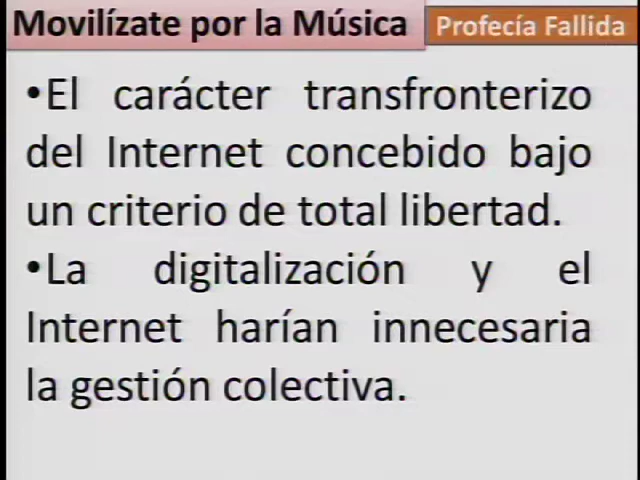 Movilízate por la Música
Profecía Fallida
•El carácter transfronterizo
del Internet concebido bajo
un criterio de total libertad.
•La digitalización y el
Internet harían innecesaria
la gestión colectiva.